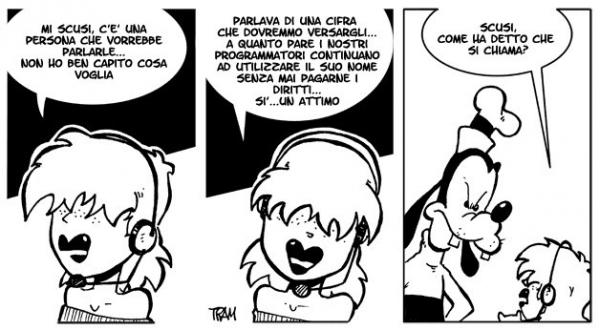 MI SCUSI, C'E' UNA
PERSONA CHE VORREBBE
PARLARLE...
NON HO BEN CAPITO COSA
VOGLIA
PARLAVA DI UNA CIFRA
CHE DOVREMMO VERSARGLI...
A QUANTO PARE I NOSTRI
PROGRAMMATORI CONTINUANO
AD UTILIZZARE IL SUO NOME
SENZA MAI PAGARNE I
DIRITTI...
SI'...UN ATTIMO
SCUSI,
COME HA DETTO CHE
SI CHIAMA?
TRAM